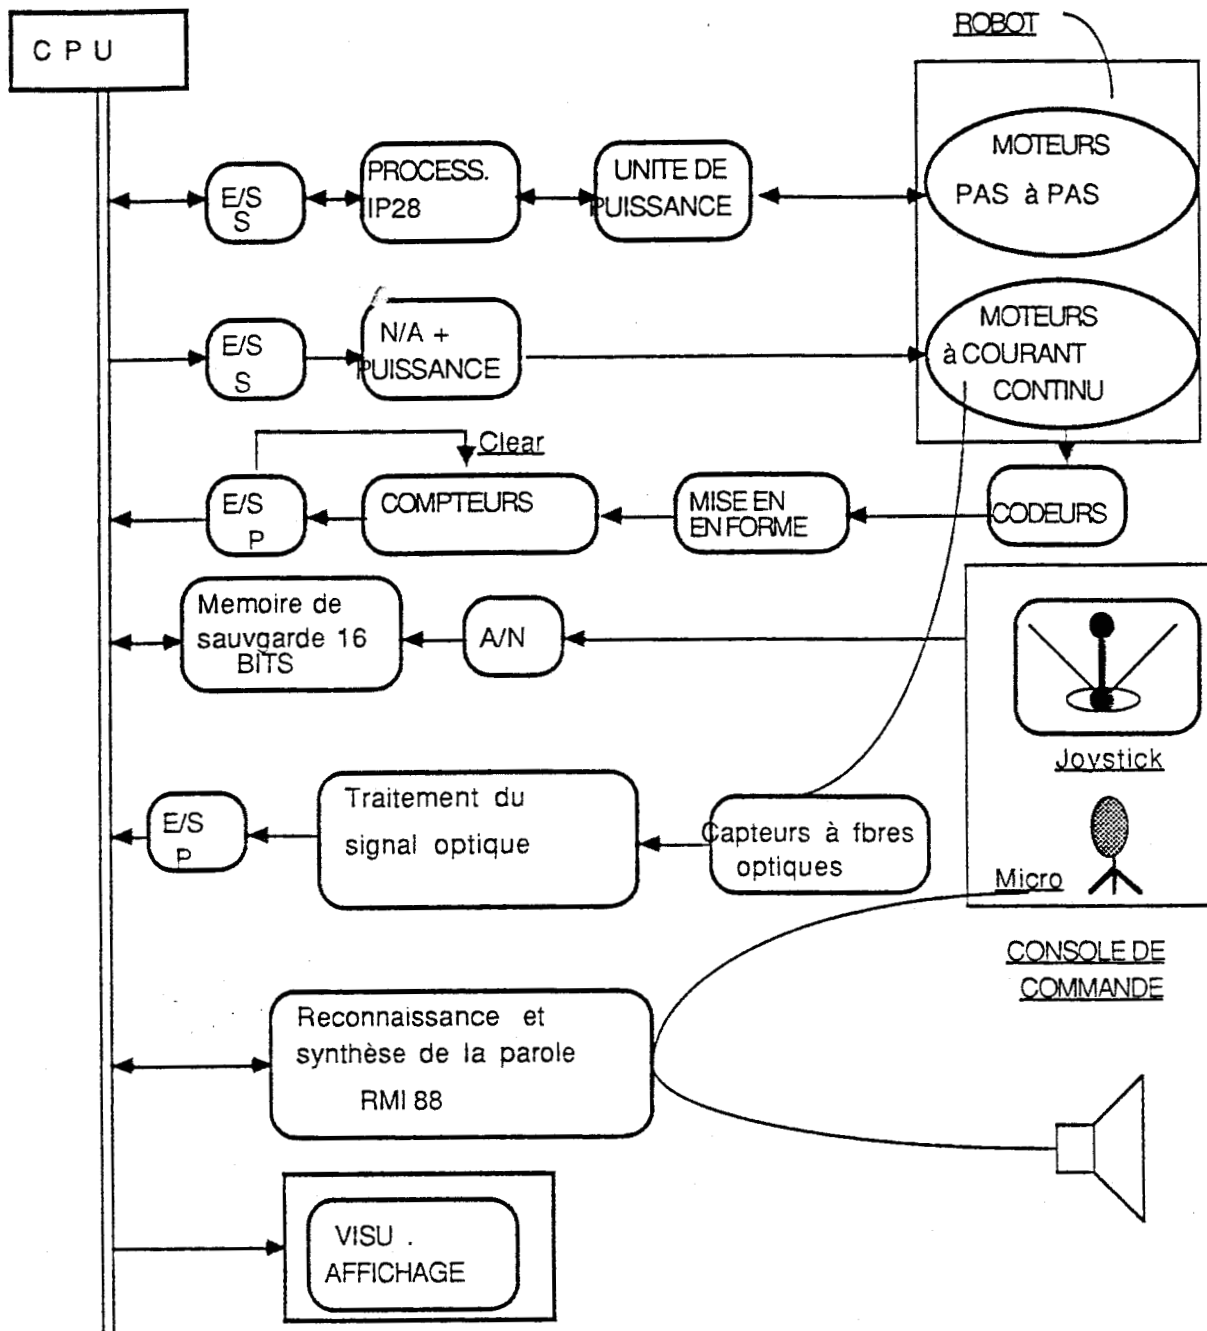 CPU
ROBOT
MOTEURS
PAS à PAS
E/S
S
PROCESS.
IP28
UNITE DE
PUISSANCE
MOTEURS
à COURANT
CONTINU
E/S
S
N/A +
PUISSANCE
Clear
E/S
P
COMPTEURS
MISE EN
EN FORME
CODEURS
Memoire de
sauvgarde 16
BITS
A/N
Joystick
E/S
P
Traitement du
signal optique
Capteurs à fbres
optiques
Micro
CONSOLE DE
COMMANDE
Reconnaissance et
synthèse de la parole
RMI 88
VISU .
AFFICHAGE